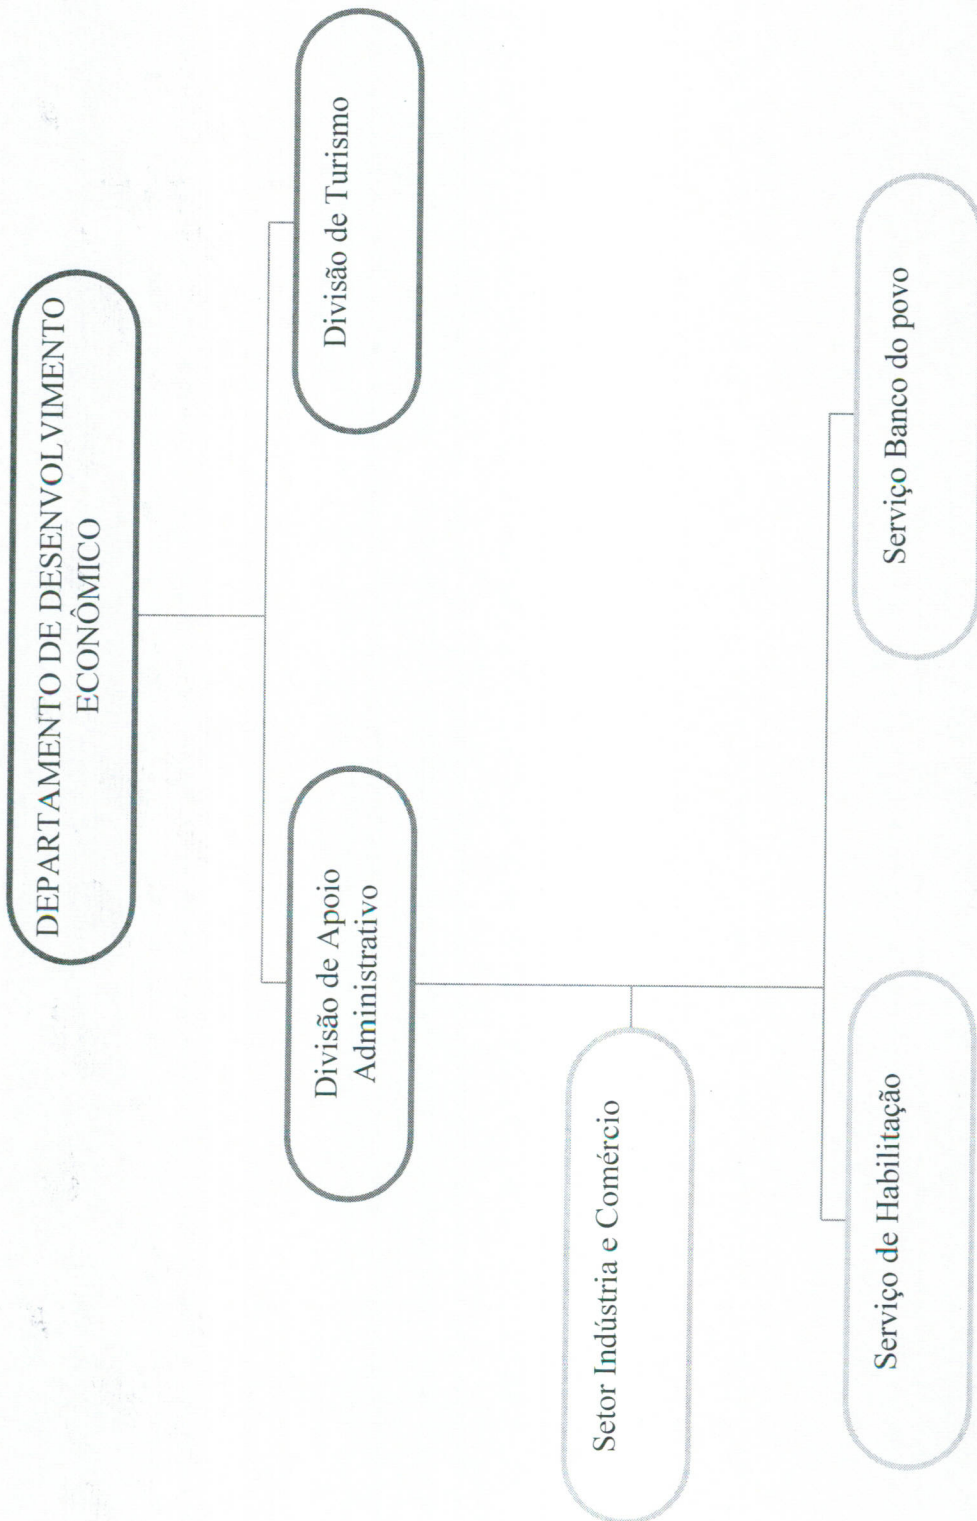 DEPARTAMENTO DE DESENVOLVIMENTO
ECONÔMICO
Divisão de Apoio
Administrativo
Divisão de Turismo
Setor Indústria e Comércio
Serviço de Habilitação
Serviço Banco do povo